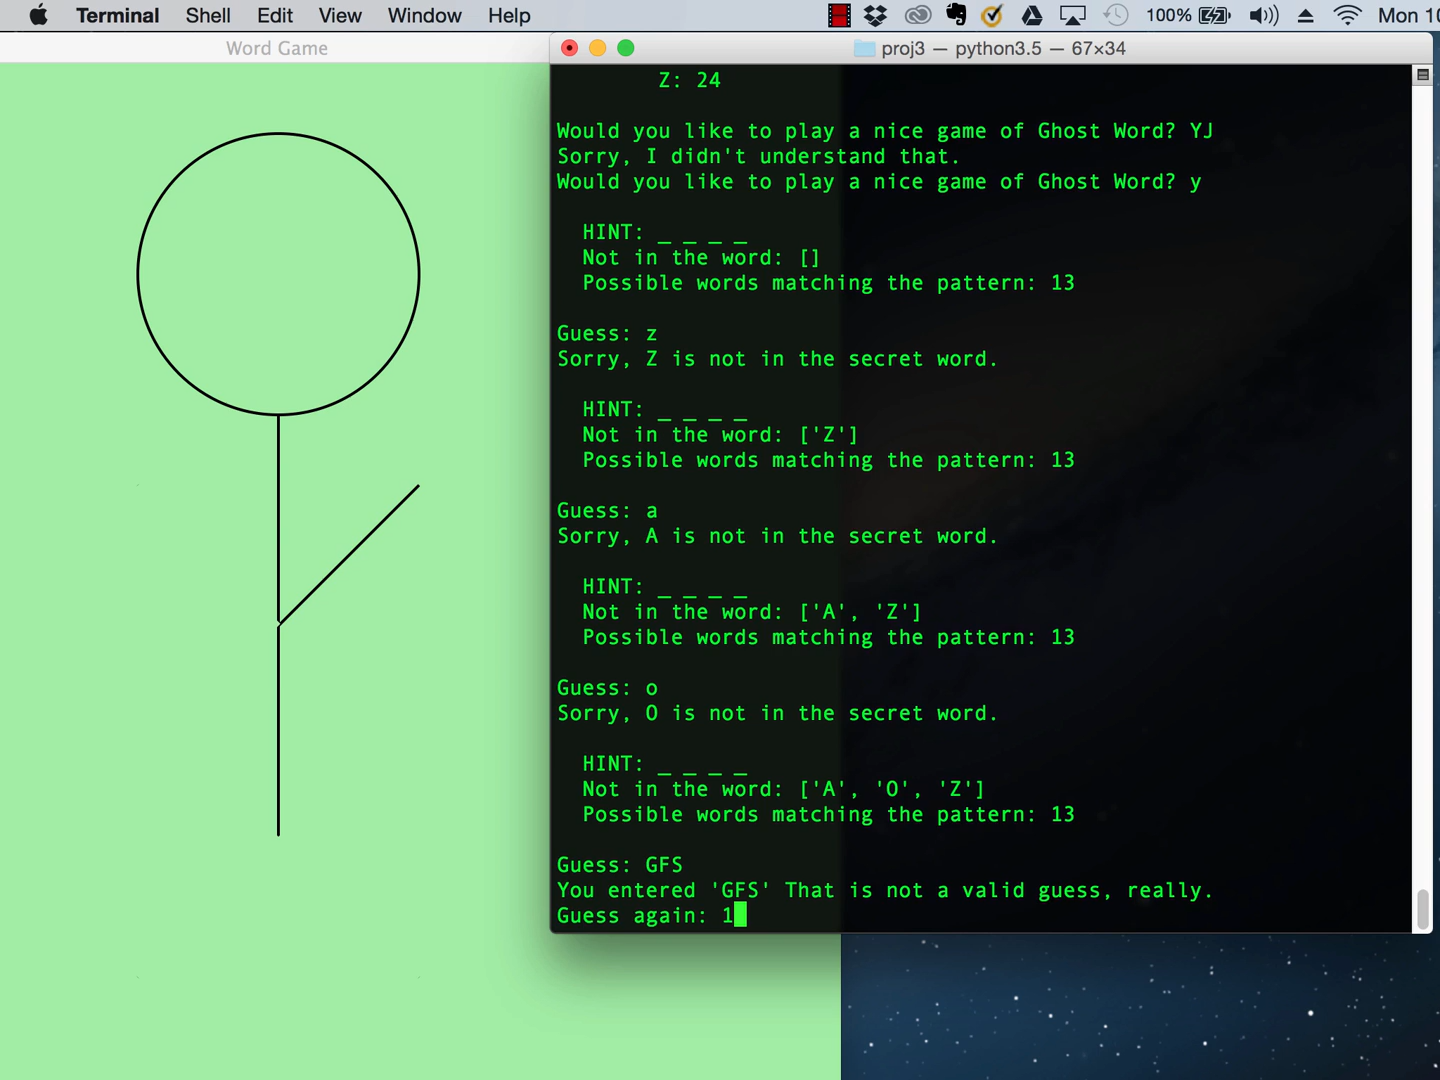 Terminal Shell Edit View Window Help 100% Mon 10
Word Game
proj3 — python3.5 — 67×34
Z: 24
Would you like to play a nice game of Ghost Word? YJ
Sorry, I didn't understand that.
Would you like to play a nice game of Ghost Word? y
HINT: _ _ _ _
Not in the word: []
Possible words matching the pattern: 13
Guess: z
Sorry, Z is not in the secret word.
HINT: _ _ _ _
Not in the word: ['Z']
Possible words matching the pattern: 13
Guess: a
Sorry, A is not in the secret word.
HINT: _ _ _ _
Not in the word: ['A', 'Z']
Possible words matching the pattern: 13
Guess: o
Sorry, O is not in the secret word.
HINT: _ _ _ _
Not in the word: ['A', 'O', 'Z']
Possible words matching the pattern: 13
Guess: GFS
You entered 'GFS' That is not a valid guess, really.
Guess again: 1